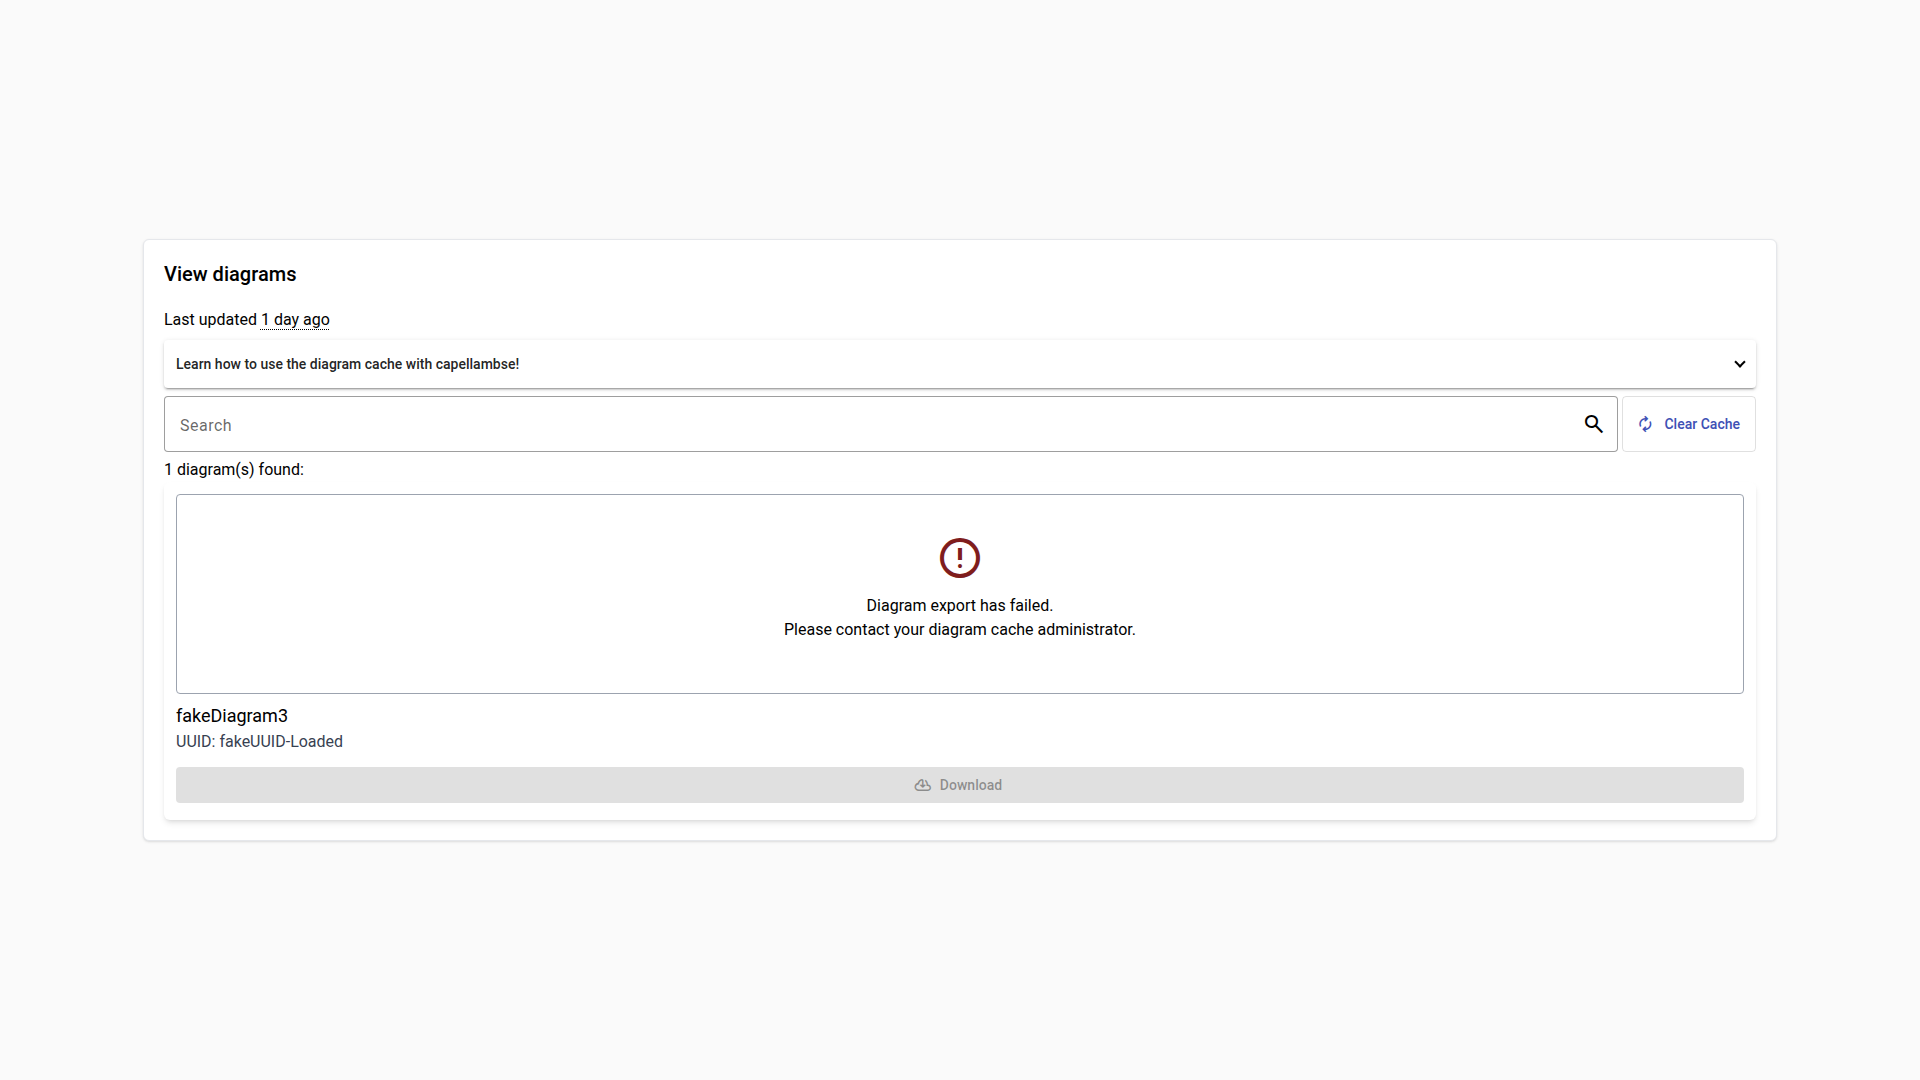 View diagrams
Last updated 1 day ago
Learn how to use the diagram cache with capellambse!
Search
Clear Cache
1 diagram(s) found:
Diagram export has failed.
Please contact your diagram cache administrator.
fakeDiagram3
UUID: fakeUUID-Loaded
Download